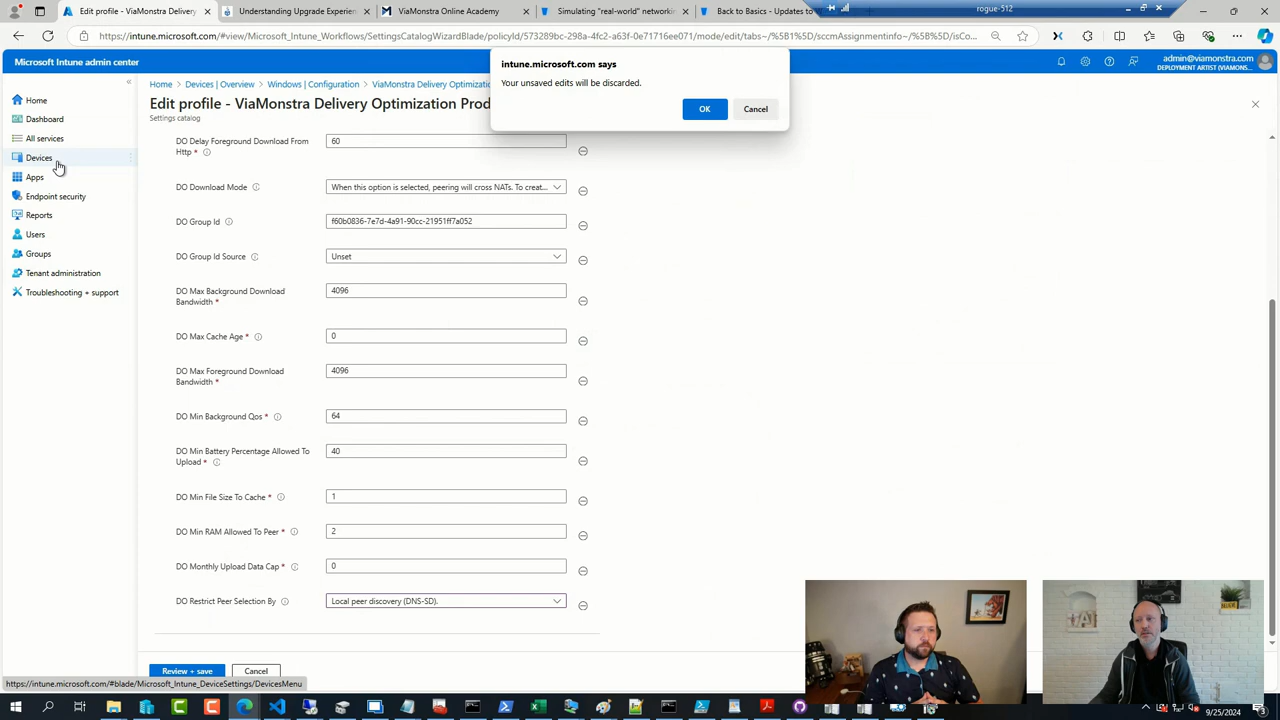 Edit profile - ViaMonstra Delive
Understanding Upgrade Experien
ViaMonstra Online Academy
Simulating "real-world" networkin
Back to Basics - Updates to
rogue-512
https://intune.microsoft.com/#view/Microsoft_Intune_Workflows/SettingsCatalogWizardBlade/policyId/573289bc-298a-4fc2-a63f-0e71716ee071/mode/edit/tabs~/%5B1%5D/sccmAssignmentinfo~/%5B%5D/isCo...
Microsoft Intune admin center
admin@viamonstra.com
DEPLOYMENT ARTIST (VIAMONS...
intune.microsoft.com says
Your unsaved edits will be discarded.
OK
Cancel
Home
Dashboard
All services
Devices
Apps
Endpoint security
Reports
Users
Groups
Tenant administration
Troubleshooting + support
Home > Devices | Overview > Windows | Configuration > ViaMonstra Delivery Optimizatic
Edit profile - ViaMonstra Delivery Optimization Prod
Settings catalog
DO Delay Foreground Download From Http * 60
DO Download Mode When this option is selected, peering will cross NATs. To creat...
DO Group Id f60b0836-7e7d-4a91-90cc-21951ff7a052
DO Group Id Source Unset
DO Max Background Download Bandwidth * 4096
DO Max Cache Age * 0
DO Max Foreground Download Bandwidth * 4096
DO Min Background Qos * 64
DO Min Battery Percentage Allowed To Upload * 40
DO Min File Size To Cache * 1
DO Min RAM Allowed To Peer * 2
DO Monthly Upload Data Cap * 0
DO Restrict Peer Selection By Local peer discovery (DNS-SD).
Review + save
Cancel
https://intune.microsoft.com/#blade/Microsoft_Intune_DeviceSettings/DevicesMenu
9/25/2024